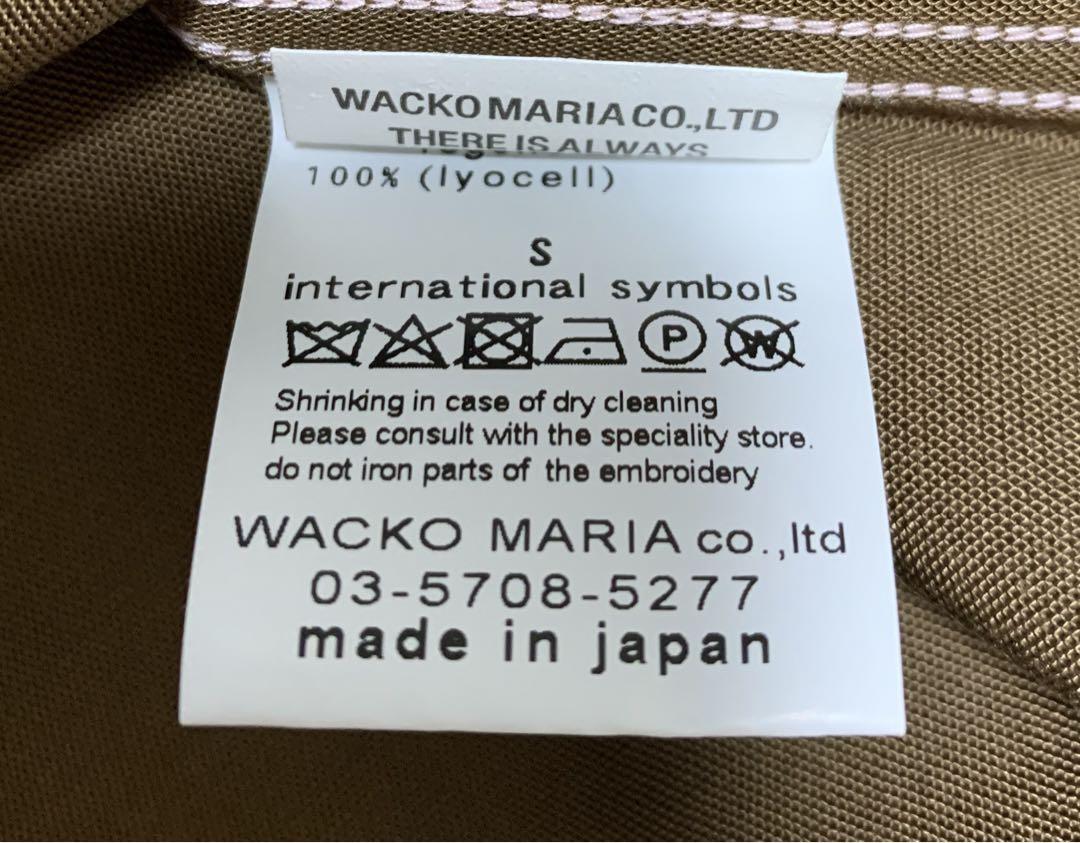 WACKO MARIA CO.,LTD
THERE IS ALWAYS
100% (lyocell)
S
international symbols
P W
Shrinking in case of dry cleaning
Please consult with the speciality store.
do not iron parts of the embroidery
WACKO MARIA co.,ltd
03-5708-5277
made in japan